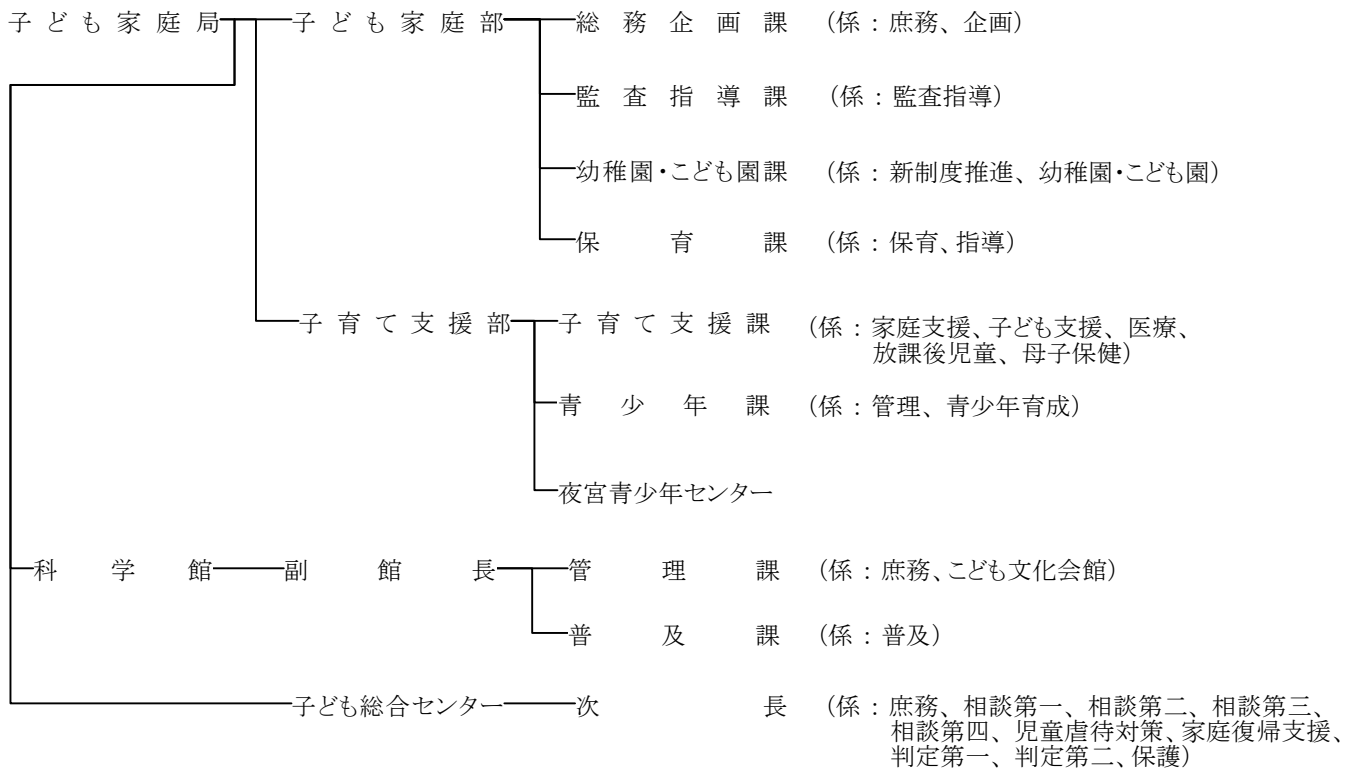 子ども家庭局 子ども家庭部 総務企画課 (係：庶務、企画)
監査指導課 (係：監査指導)
幼稚園・こども園課 (係：新制度推進、幼稚園・こども園)
保育課 (係：保育、指導)
子育て支援部 子育て支援課 (係：家庭支援、子ども支援、医療、
放課後児童、母子保健)
青少年課 (係：管理、青少年育成)
夜宮青少年センター
科学館 副館長 管理課 (係：庶務、こども文化会館)
普及課 (係：普及)
子ども総合センター 次長 (係：庶務、相談第一、相談第二、相談第三、
相談第四、児童虐待対策、家庭復帰支援、
判定第一、判定第二、保護)